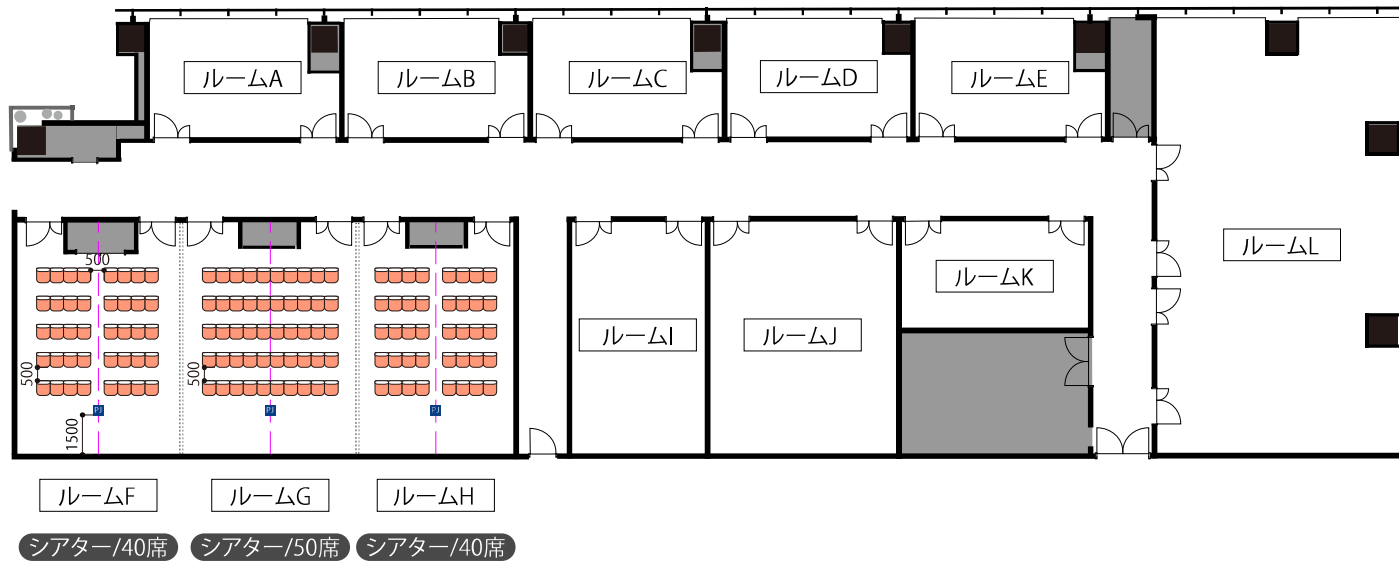 ルームA
ルームB
ルームC
ルームD
ルームE
ルームL
ルームK
ルームI
ルームJ
500
500
500
PJ
PJ
PJ
1500
ルームF
ルームG
ルームH
シアター/40席
シアター/50席
シアター/40席